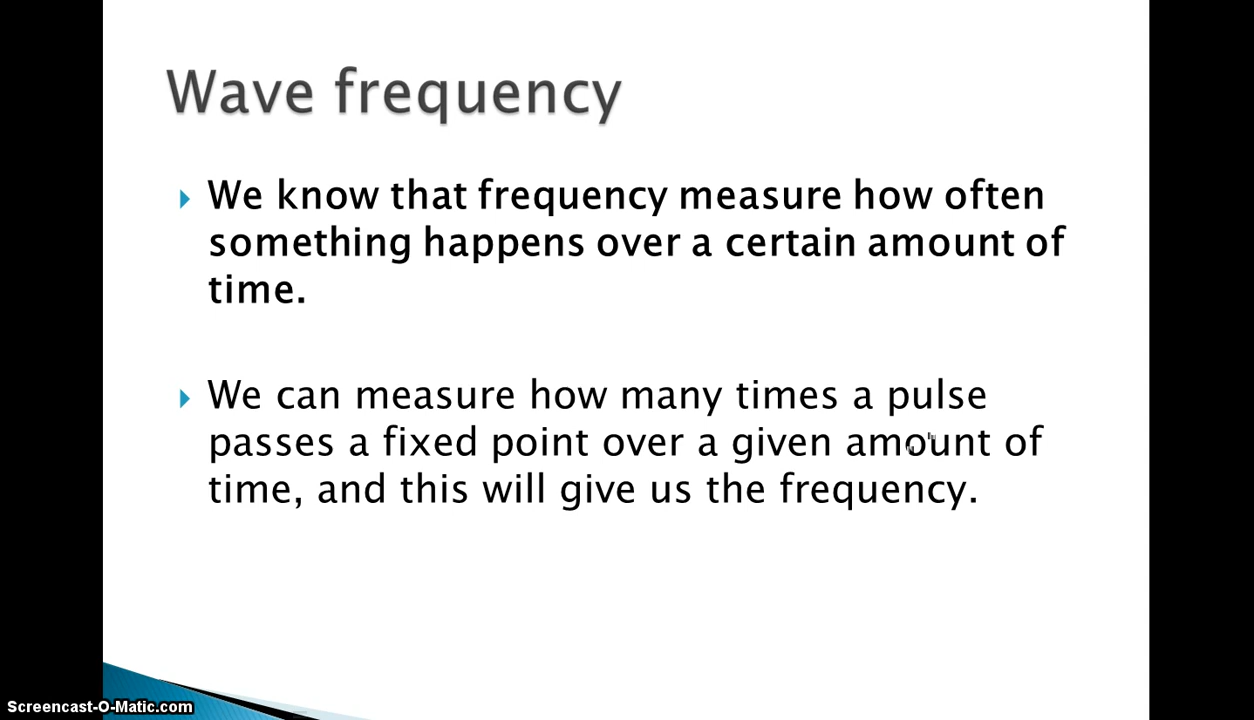 Wave frequency
We know that frequency measure how often
something happens over a certain amount of
time.
We can measure how many times a pulse
passes a fixed point over a given amount of
time, and this will give us the frequency.
Screencast-O-Matic.com